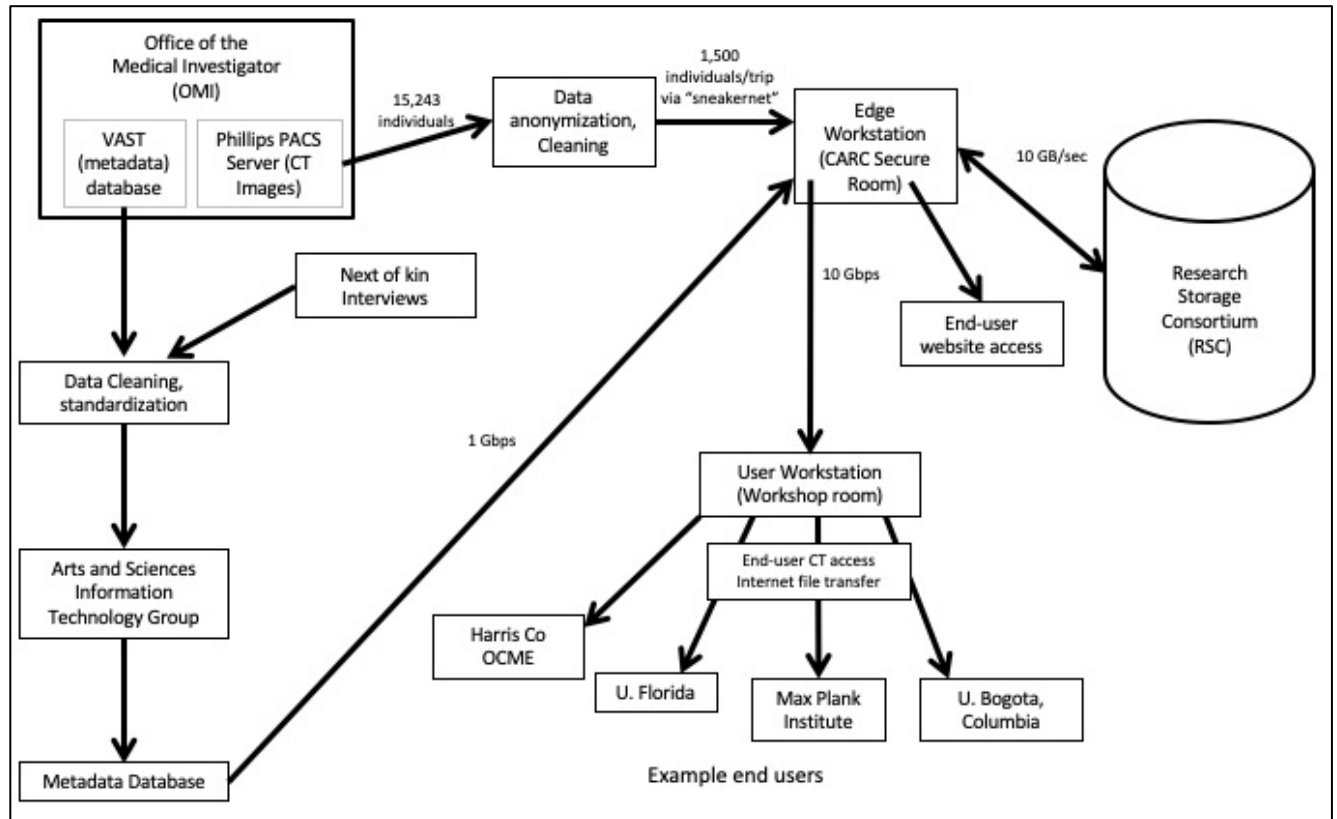 Office of the
Medical Investigator
(OMI)
VAST
(metadata)
database
Phillips PACS
Server (CT
Images)
15,243
individuals
Data
anonymization,
Cleaning
1,500
individuals/trip
via “sneakernet”
Edge
Workstation
(CARC Secure
Room)
10 GB/sec
Research
Storage
Consortium
(RSC)
Next of kin
Interviews
10 Gbps
End-user
website access
Data Cleaning,
standardization
1 Gbps
User Workstation
(Workshop room)
Arts and Sciences
Information
Technology Group
End-user CT access
Internet file transfer
Harris Co
OCME
U. Florida
Max Plank
Institute
U. Bogota,
Columbia
Metadata Database
Example end users